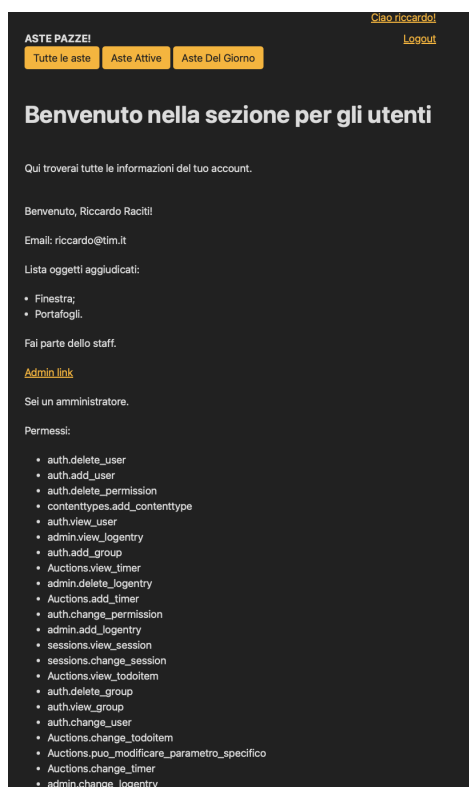 Ciao riccardo!
ASTE PAZZE!
Logout
Tutte le aste Aste Attive Aste Del Giorno
Benvenuto nella sezione per gli utenti
Qui troverai tutte le informazioni del tuo account.
Benvenuto, Riccardo Raciti!
Email: riccardo@tim.it
Lista oggetti aggiudicati:
• Finestra;
• Portafogli.
Fai parte dello staff.
Admin link
Sei un amministratore.
Permessi:
• auth.delete_user
• auth.add_user
• auth.delete_permission
• contenttypes.add_contenttype
• auth.view_user
• admin.view_logentry
• auth.add_group
• Auctions.view_timer
• admin.delete_logentry
• Auctions.add_timer
• auth.change_permission
• admin.add_logentry
• sessions.view_session
• sessions.change_session
• Auctions.view_todoitem
• auth.delete_group
• auth.view_group
• auth.change_user
• Auctions.change_todoitem
• Auctions.puo_modificare_parametro_specifico
• Auctions.change_timer
• admin.change_logentry